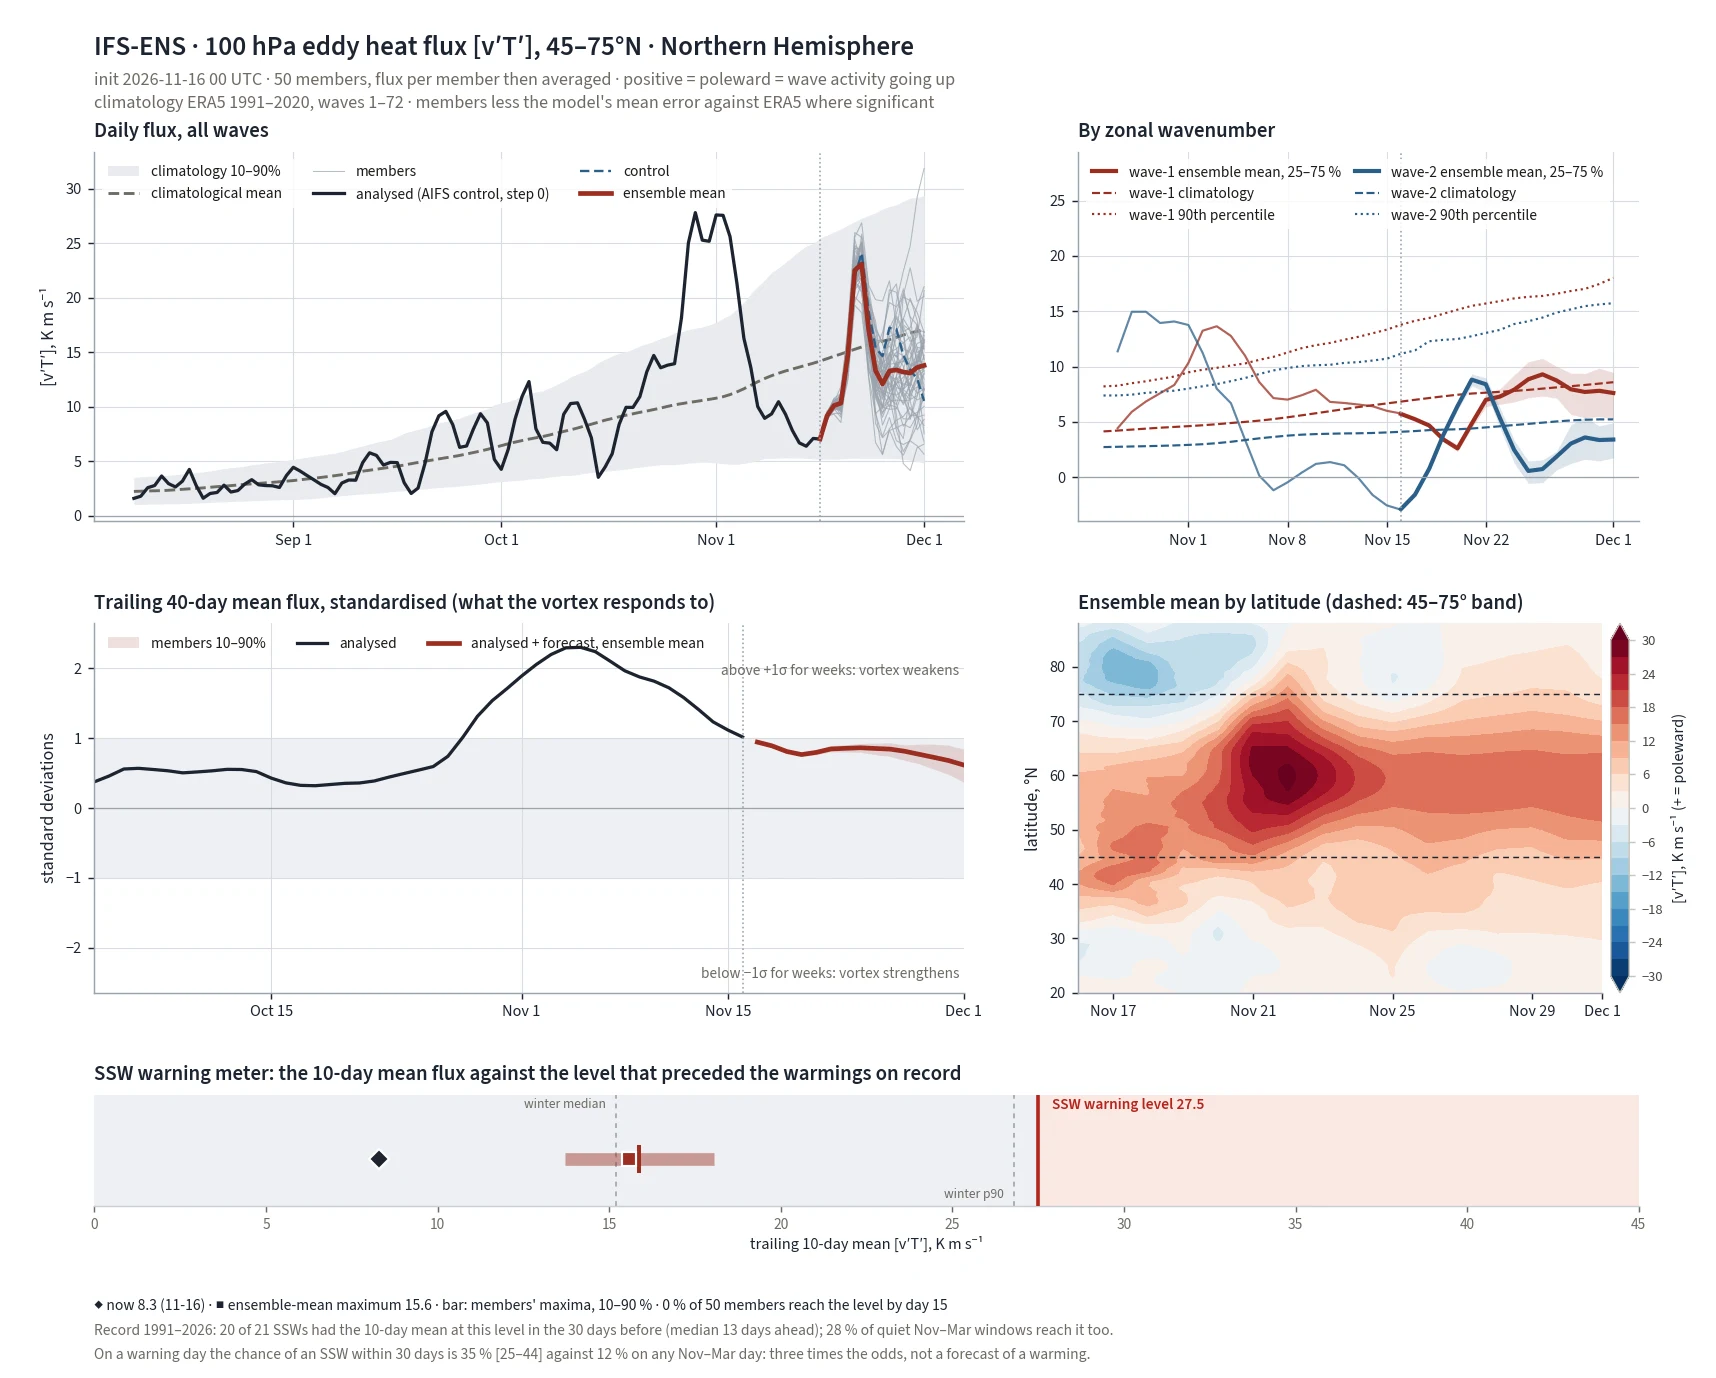 IFS-ENS · 100 hPa eddy heat flux [v′T′], 45–75°N · Northern Hemisphere
init 2026-11-16 00 UTC · 50 members, flux per member then averaged · positive = poleward = wave activity going up
climatology ERA5 1991–2020, waves 1–72 · members less the model's mean error against ERA5 where significant
Daily flux, all waves
climatology 10–90%
members
control
climatological mean
analysed (AIFS control, step 0)
ensemble mean
30
25
20
15
10
5
0
[v′T′], K m s⁻¹
Sep 1
Oct 1
Nov 1
Dec 1
By zonal wavenumber
wave-1 ensemble mean, 25–75 %
wave-2 ensemble mean, 25–75 %
wave-1 climatology
wave-2 climatology
wave-1 90th percentile
wave-2 90th percentile
25
20
15
10
5
0
Nov 1
Nov 8
Nov 15
Nov 22
Dec 1
Trailing 40-day mean flux, standardised (what the vortex responds to)
members 10–90%
analysed
analysed + forecast, ensemble mean
above +1σ for weeks: vortex weakens
below −1σ for weeks: vortex strengthens
2
1
0
−1
−2
standard deviations
Oct 15
Nov 1
Nov 15
Dec 1
Ensemble mean by latitude (dashed: 45–75° band)
80
70
60
50
40
30
20
latitude, °N
Nov 17
Nov 21
Nov 25
Nov 29
Dec 1
30
24
18
12
6
0
−6
−12
−18
−24
−30
[v′T′], K m s⁻¹ (+ = poleward)
SSW warning meter: the 10-day mean flux against the level that preceded the warmings on record
winter median
SSW warning level 27.5
winter p90
0
5
10
15
20
25
30
35
40
45
trailing 10-day mean [v′T′], K m s⁻¹
◆ now 8.3 (11-16) · ■ ensemble-mean maximum 15.6 · bar: members' maxima, 10–90 % · 0 % of 50 members reach the level by day 15
Record 1991–2026: 20 of 21 SSWs had the 10-day mean at this level in the 30 days before (median 13 days ahead); 28 % of quiet Nov–Mar windows reach it too.
On a warning day the chance of an SSW within 30 days is 35 % [25–44] against 12 % on any Nov–Mar day: three times the odds, not a forecast of a warming.